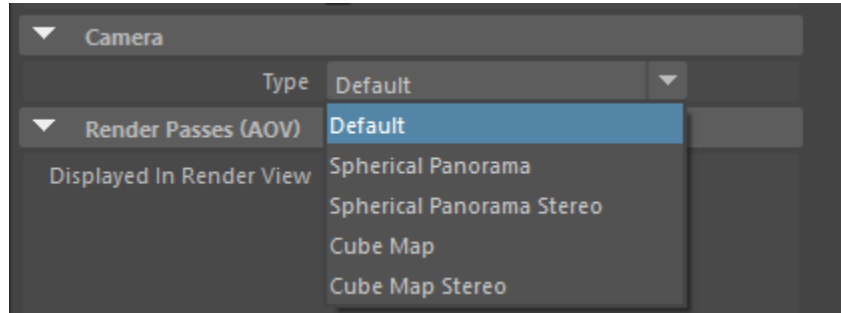 Camera
Type Default
Render Passes (AOV) Default
Displayed In Render View Spherical Panorama
Spherical Panorama Stereo
Cube Map
Cube Map Stereo